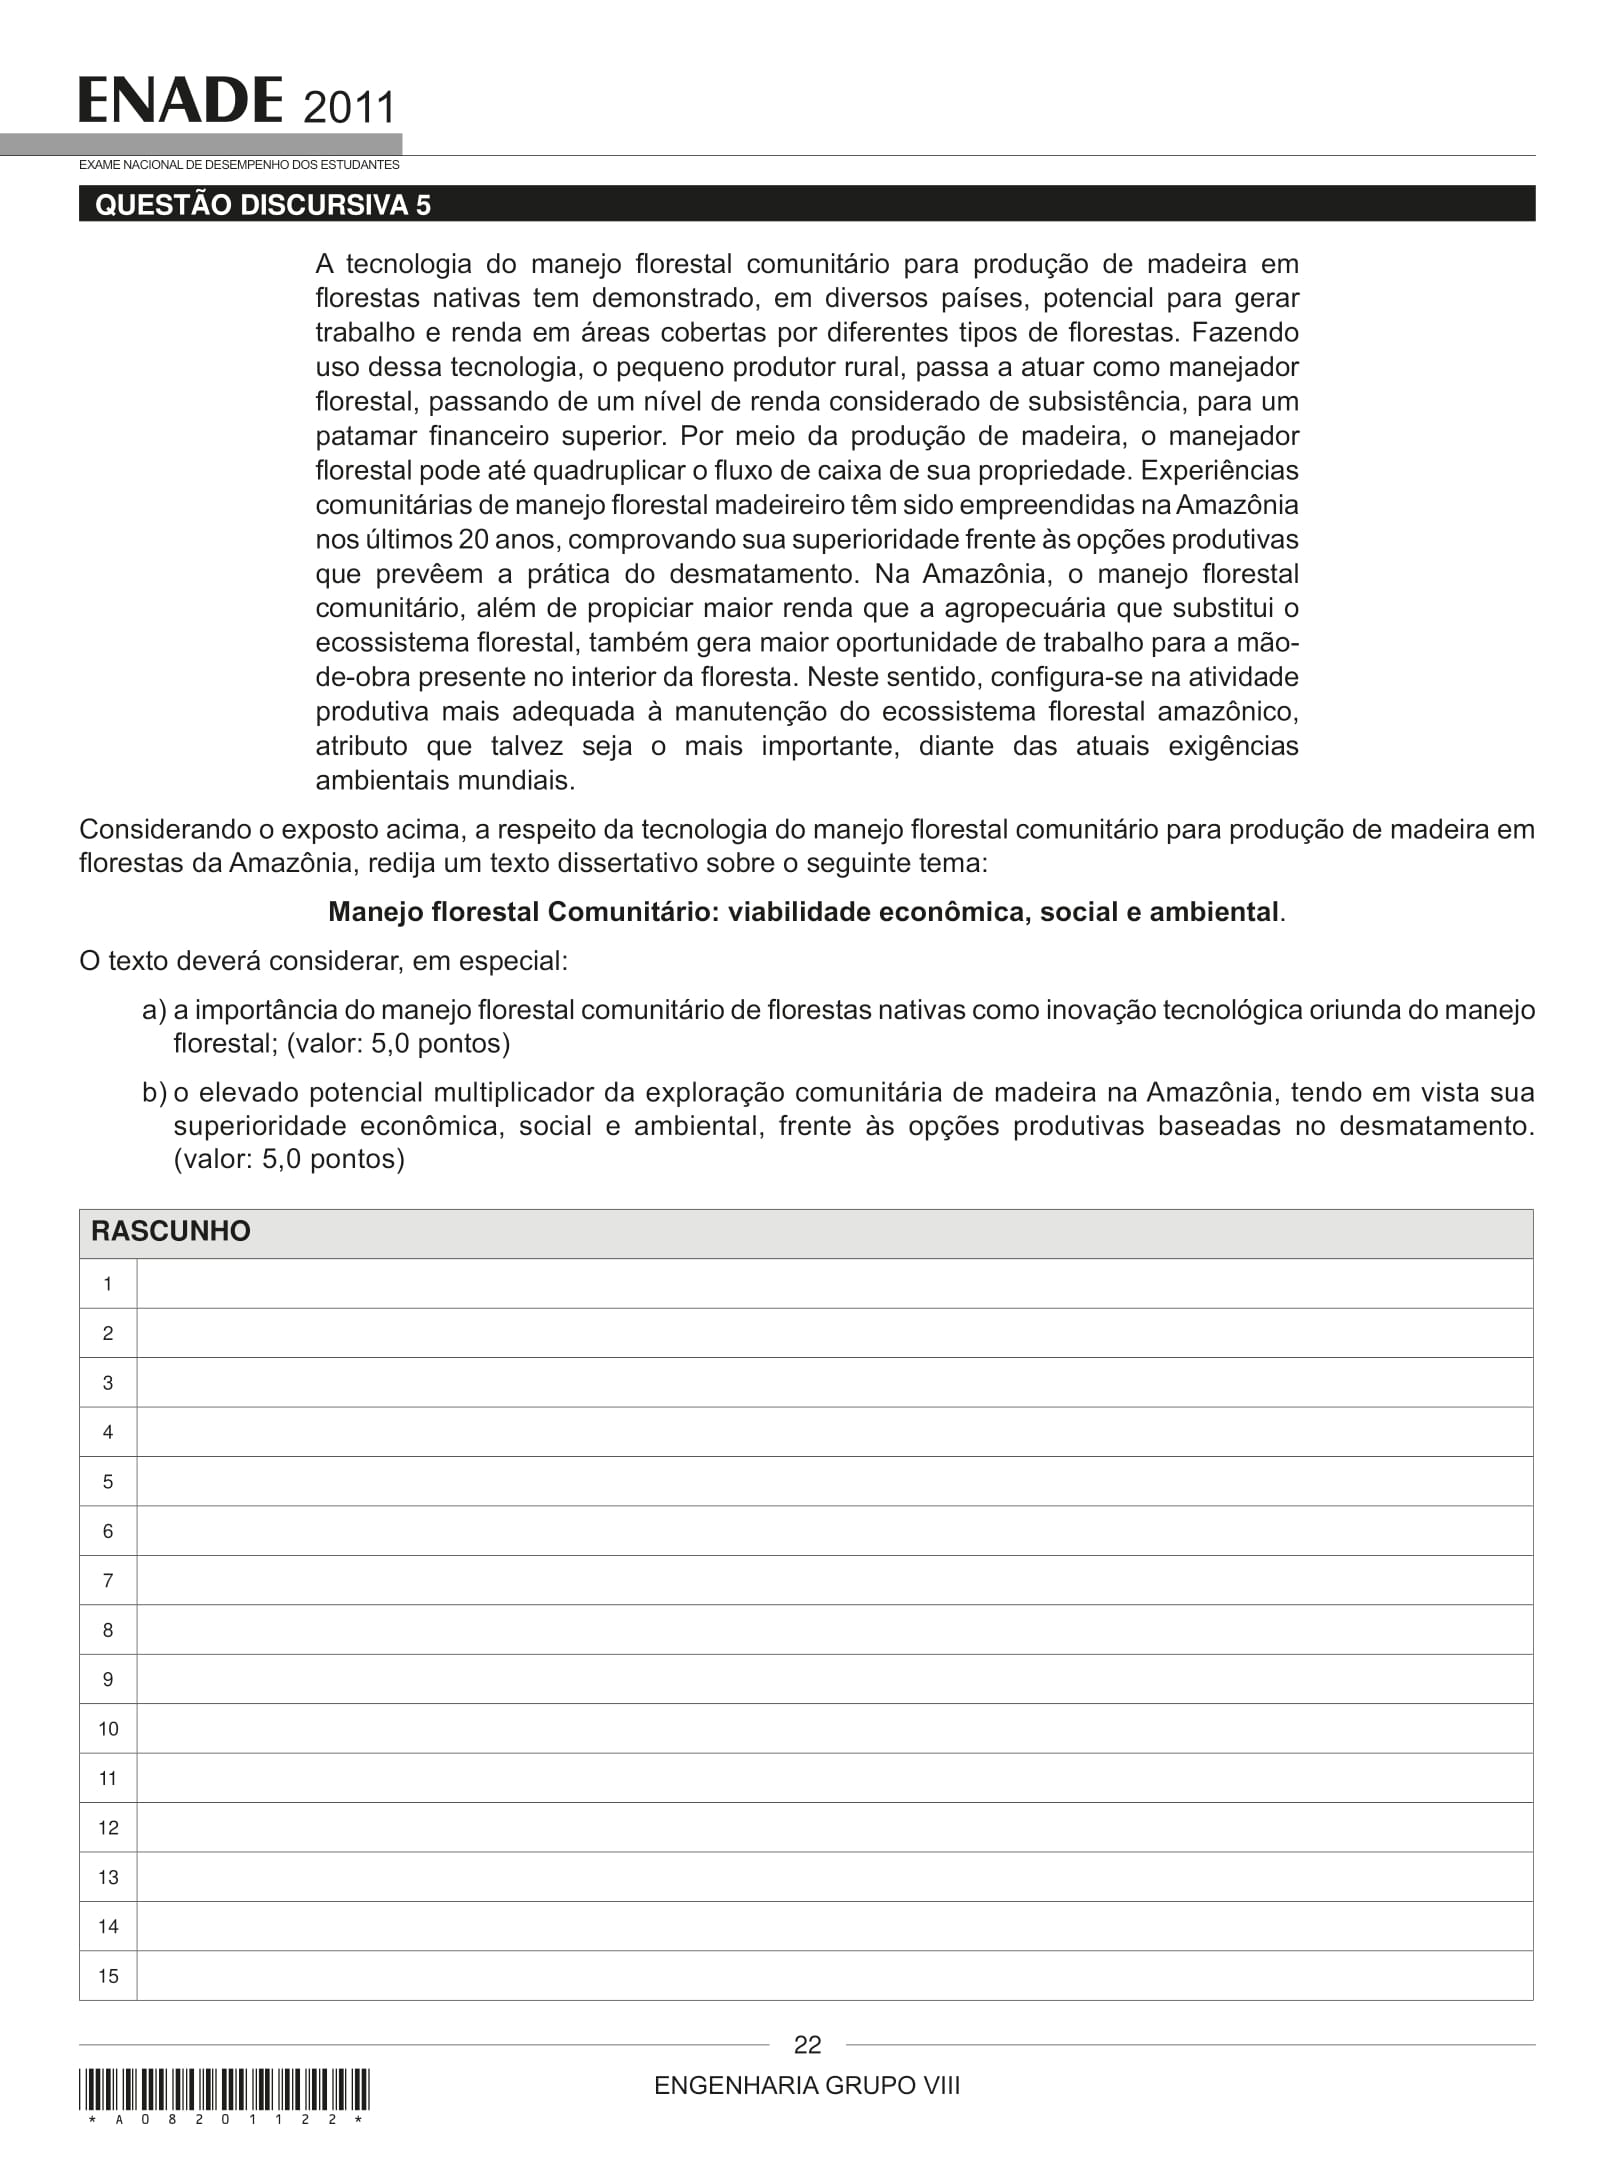 ENADE 2011
EXAME NACIONAL DE DESEMPENHO DOS ESTUDANTES
QUESTÃO DISCURSIVA 5
A tecnologia do manejo florestal comunitário para produção de madeira em
florestas nativas tem demonstrado, em diversos países, potencial para gerar
trabalho e renda em áreas cobertas por diferentes tipos de florestas. Fazendo
uso dessa tecnologia, o pequeno produtor rural, passa a atuar como manejador
florestal, passando de um nível de renda considerado de subsistência, para um
patamar financeiro superior. Por meio da produção de madeira, o manejador
florestal pode até quadruplicar o fluxo de caixa de sua propriedade. Experiências
comunitárias de manejo florestal madeireiro têm sido empreendidas na Amazônia
nos últimos 20 anos, comprovando sua superioridade frente às opções produtivas
que prevêem a prática do desmatamento. Na Amazônia, o manejo florestal
comunitário, além de propiciar maior renda que a agropecuária que substitui o
ecossistema florestal, também gera maior oportunidade de trabalho para a mão-
de-obra presente no interior da floresta. Neste sentido, configura-se na atividade
produtiva mais adequada à manutenção do ecossistema florestal amazônico,
atributo que talvez seja o mais importante, diante das atuais exigências
ambientais mundiais.
Considerando o exposto acima, a respeito da tecnologia do manejo florestal comunitário para produção de madeira em
florestas da Amazônia, redija um texto dissertativo sobre o seguinte tema:
Manejo florestal Comunitário: viabilidade econômica, social e ambiental.
O texto deverá considerar, em especial:
a) a importância do manejo florestal comunitário de florestas nativas como inovação tecnológica oriunda do manejo
florestal; (valor: 5,0 pontos)
b) o elevado potencial multiplicador da exploração comunitária de madeira na Amazônia, tendo em vista sua
superioridade econômica, social e ambiental, frente às opções produtivas baseadas no desmatamento.
(valor: 5,0 pontos)
RASCUNHO
1
2
3
4
5
6
7
8
9
10
11
12
13
14
15
22
ENGENHARIA GRUPO VIII
* A 0 8 2 0 1 1 2 2 *